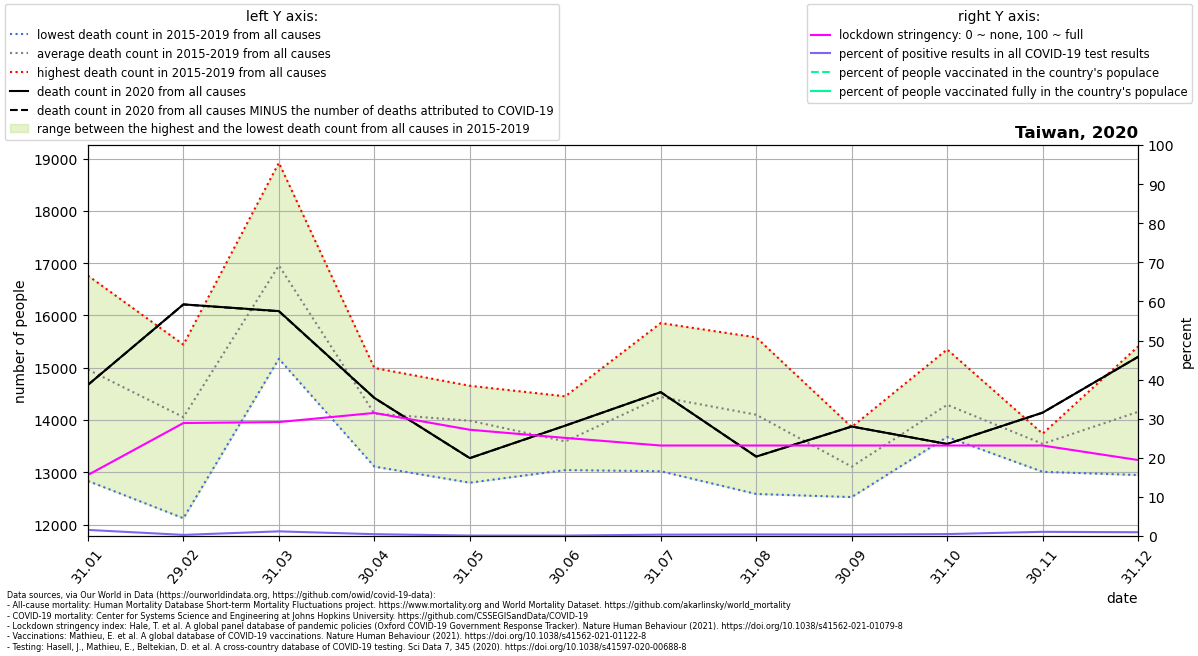 left Y axis:
lowest death count in 2015-2019 from all causes
average death count in 2015-2019 from all causes
highest death count in 2015-2019 from all causes
death count in 2020 from all causes
death count in 2020 from all causes MINUS the number of deaths attributed to COVID-19
range between the highest and the lowest death count from all causes in 2015-2019
right Y axis:
lockdown stringency: 0 ~ none, 100 ~ full
percent of positive results in all COVID-19 test results
percent of people vaccinated in the country's populace
percent of people vaccinated fully in the country's populace
Taiwan, 2020
number of people
19000
18000
17000
16000
15000
14000
13000
12000
100
90
80
70
60
50
40
30
20
10
0
percent
31.01
29.02
31.03
30.04
31.05
30.06
31.07
31.08
30.09
31.10
30.11
31.12
date
Data sources, via Our World in Data (https://ourworldindata.org, https://github.com/owid/covid-19-data):
- All-cause mortality: Human Mortality Database Short-term Mortality Fluctuations project. https://www.mortality.org and World Mortality Dataset. https://github.com/akarlinsky/world_mortality
- COVID-19 mortality: Center for Systems Science and Engineering at Johns Hopkins University. https://github.com/CSSEGISandData/COVID-19
- Lockdown stringency index: Hale, T. et al. A global panel database of pandemic policies (Oxford COVID-19 Government Response Tracker). Nature Human Behaviour (2021). https://doi.org/10.1038/s41562-021-01079-8
- Vaccinations: Mathieu, E. et al. A global database of COVID-19 vaccinations. Nature Human Behaviour (2021). https://doi.org/10.1038/s41562-021-01122-8
- Testing: Hasell, J., Mathieu, E., Beltekian, D. et al. A cross-country database of COVID-19 testing. Sci Data 7, 345 (2020). https://doi.org/10.1038/s41597-020-00688-8